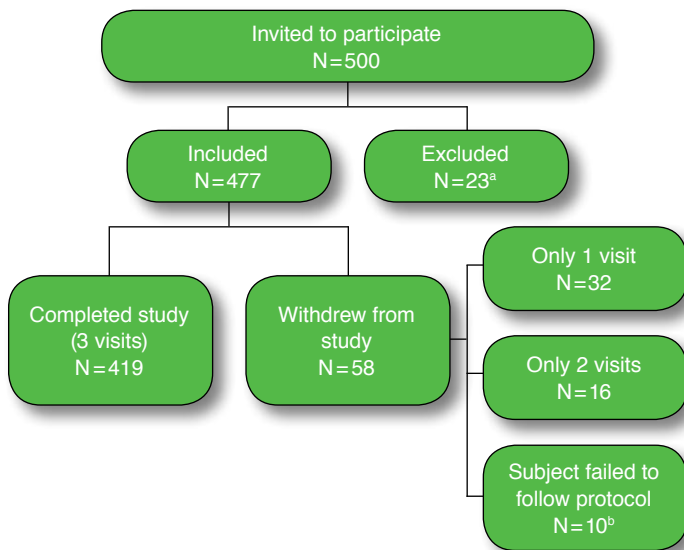 Invited to participate
N=500
Included
N=477
Excluded
N=23ᵃ
Completed study
(3 visits)
N=419
Withdrew from
study
N=58
Only 1 visit
N=32
Only 2 visits
N=16
Subject failed to
follow protocol
N=10ᵇ